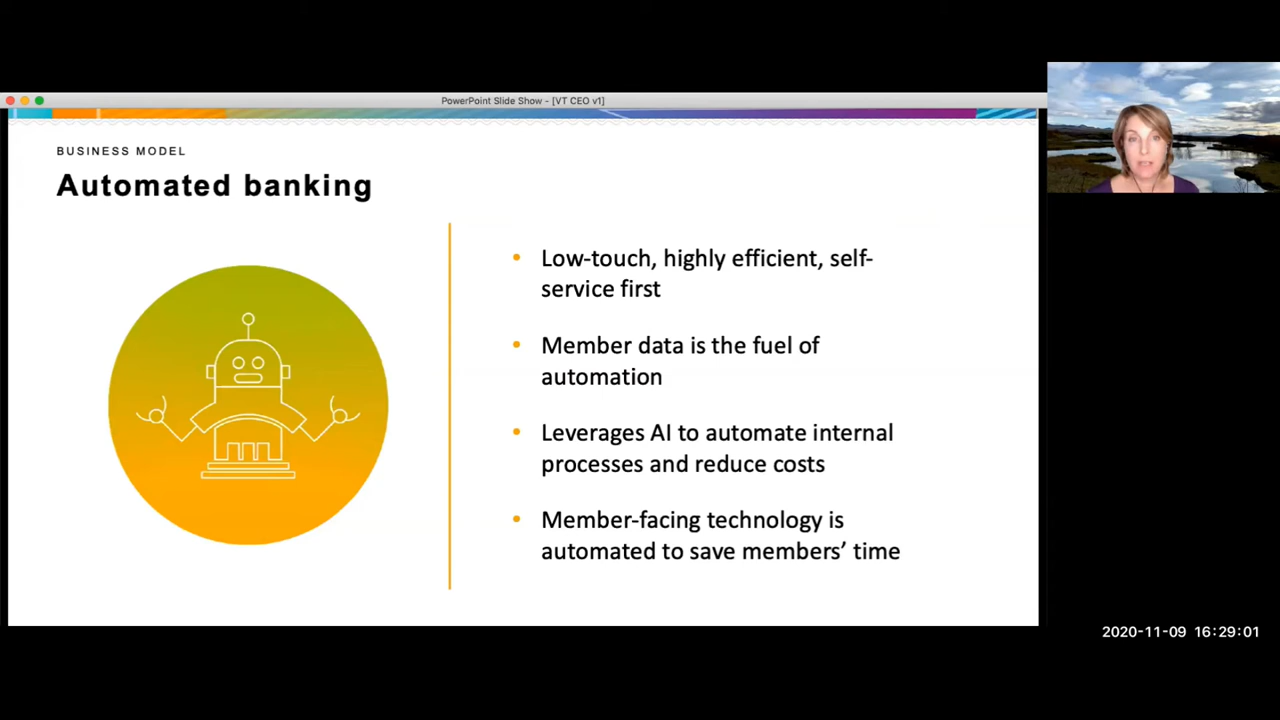 PowerPoint Slide Show - [VT CEO v1]
BUSINESS MODEL
Automated banking
• Low-touch, highly efficient, self-
service first
• Member data is the fuel of
automation
• Leverages AI to automate internal
processes and reduce costs
• Member-facing technology is
automated to save members’ time
2020-11-09 16:29:01